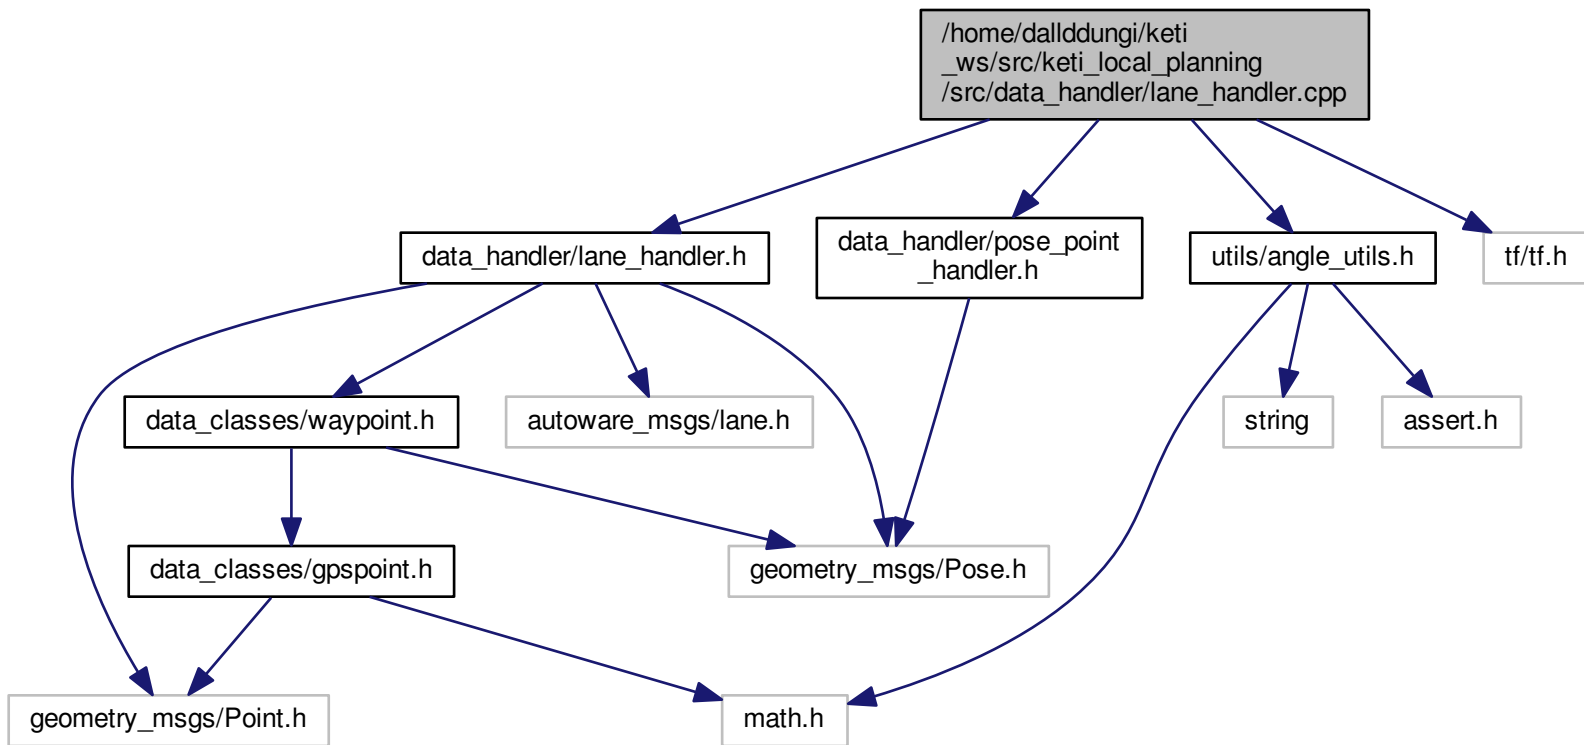 /home/dallddungi/keti
_ws/src/keti_local_planning
/src/data_handler/lane_handler.cpp
data_handler/lane_handler.h
data_handler/pose_point
_handler.h
utils/angle_utils.h
tf/tf.h
data_classes/waypoint.h
autoware_msgs/lane.h
string
assert.h
data_classes/gpspoint.h
geometry_msgs/Pose.h
geometry_msgs/Point.h
math.h